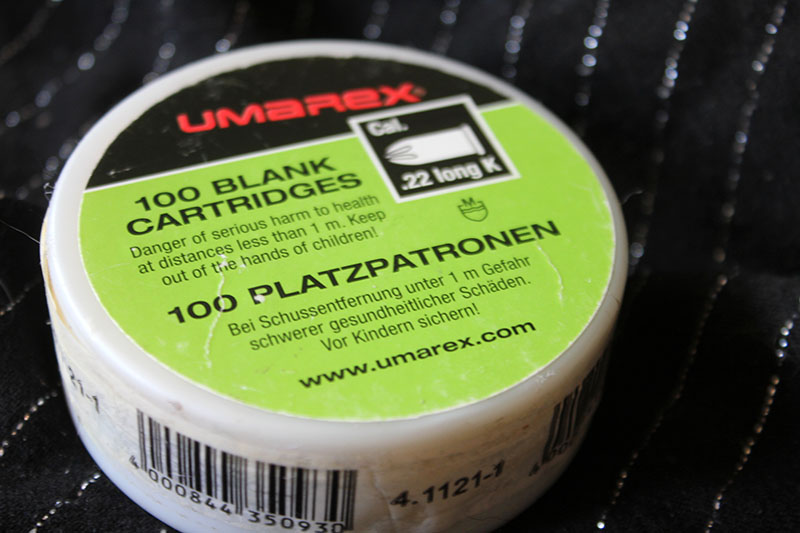 UMAREX®
Cal.
.22 long K
100 BLANK
CARTRIDGES
Danger of serious harm to health
at distances less than 1 m. Keep
out of the hands of children!
100 PLATZPATRONEN
Bei Schussentfernung unter 1 m Gefahr
schwerer gesundheitlicher Schäden.
Vor Kindern sichern!
www.umarex.com
21-1
4 000844 350930
4.1121-1